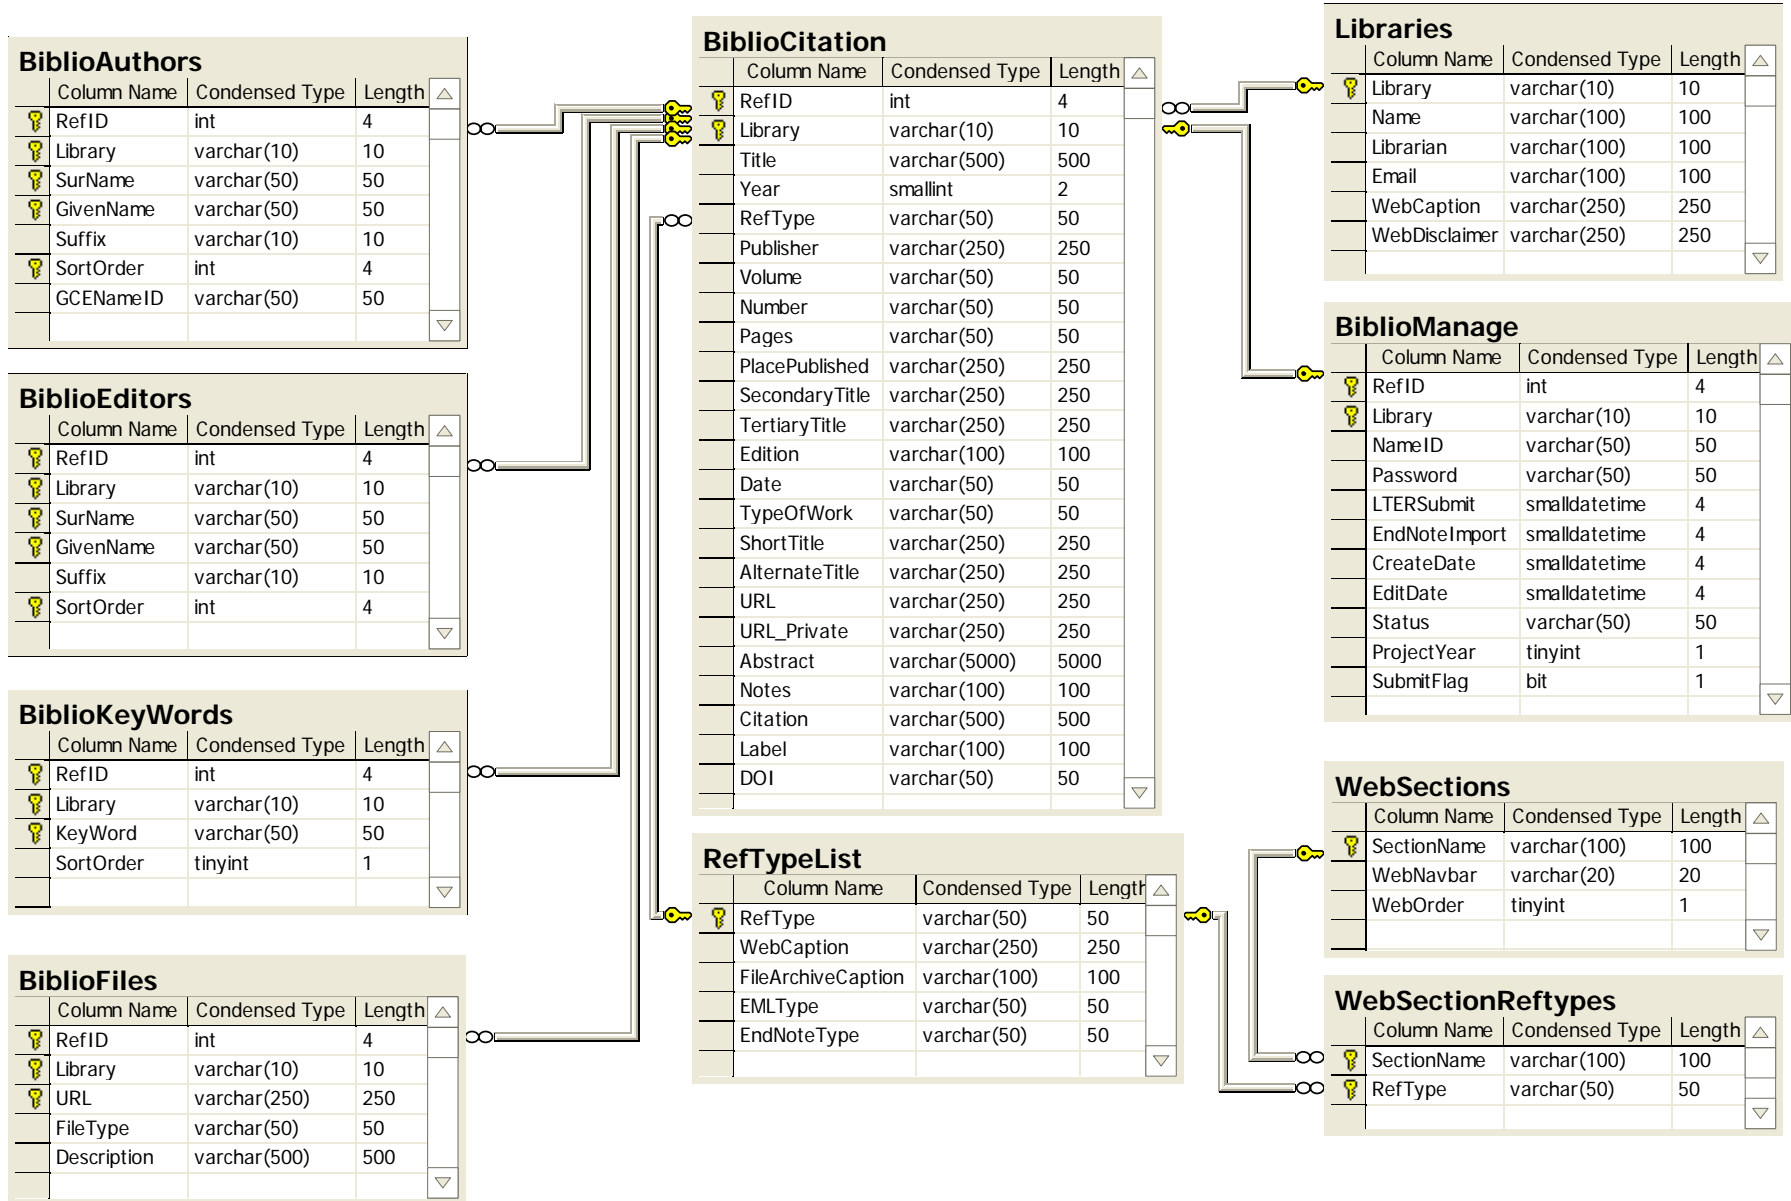 BiblioAuthors
Column Name Condensed Type Length
RefID int 4
Library varchar(10) 10
SurName varchar(50) 50
GivenName varchar(50) 50
Suffix varchar(10) 10
SortOrder int 4
GCENameID varchar(50) 50
BiblioEditors
Column Name Condensed Type Length
RefID int 4
Library varchar(10) 10
SurName varchar(50) 50
GivenName varchar(50) 50
Suffix varchar(10) 10
SortOrder int 4
BiblioKeyWords
Column Name Condensed Type Length
RefID int 4
Library varchar(10) 10
KeyWord varchar(50) 50
SortOrder tinyint 1
BiblioFiles
Column Name Condensed Type Length
RefID int 4
Library varchar(10) 10
URL varchar(250) 250
FileType varchar(50) 50
Description varchar(500) 500
BiblioCitation
Column Name Condensed Type Length
RefID int 4
Library varchar(10) 10
Title varchar(500) 500
Year smallint 2
RefType varchar(50) 50
Publisher varchar(250) 250
Volume varchar(50) 50
Number varchar(50) 50
Pages varchar(50) 50
PlacePublished varchar(250) 250
SecondaryTitle varchar(250) 250
TertiaryTitle varchar(250) 250
Edition varchar(100) 100
Date varchar(50) 50
TypeOfWork varchar(50) 50
ShortTitle varchar(250) 250
AlternateTitle varchar(250) 250
URL varchar(250) 250
URL_Private varchar(250) 250
Abstract varchar(5000) 5000
Notes varchar(100) 100
Citation varchar(500) 500
Label varchar(100) 100
DOI varchar(50) 50
RefTypeList
Column Name Condensed Type Length
RefType varchar(50) 50
WebCaption varchar(250) 250
FileArchiveCaption varchar(100) 100
EMLType varchar(50) 50
EndNoteType varchar(50) 50
Libraries
Column Name Condensed Type Length
Library varchar(10) 10
Name varchar(100) 100
Librarian varchar(100) 100
Email varchar(100) 100
WebCaption varchar(250) 250
WebDisclaimer varchar(250) 250
BiblioManage
Column Name Condensed Type Length
RefID int 4
Library varchar(10) 10
NameID varchar(50) 50
Password varchar(50) 50
LTERSubmit smalldatetime 4
EndNoteImport smalldatetime 4
CreateDate smalldatetime 4
EditDate smalldatetime 4
Status varchar(50) 50
ProjectYear tinyint 1
SubmitFlag bit 1
WebSections
Column Name Condensed Type Length
SectionName varchar(100) 100
WebNavbar varchar(20) 20
WebOrder tinyint 1
WebSectionReftypes
Column Name Condensed Type Length
SectionName varchar(100) 100
RefType varchar(50) 50